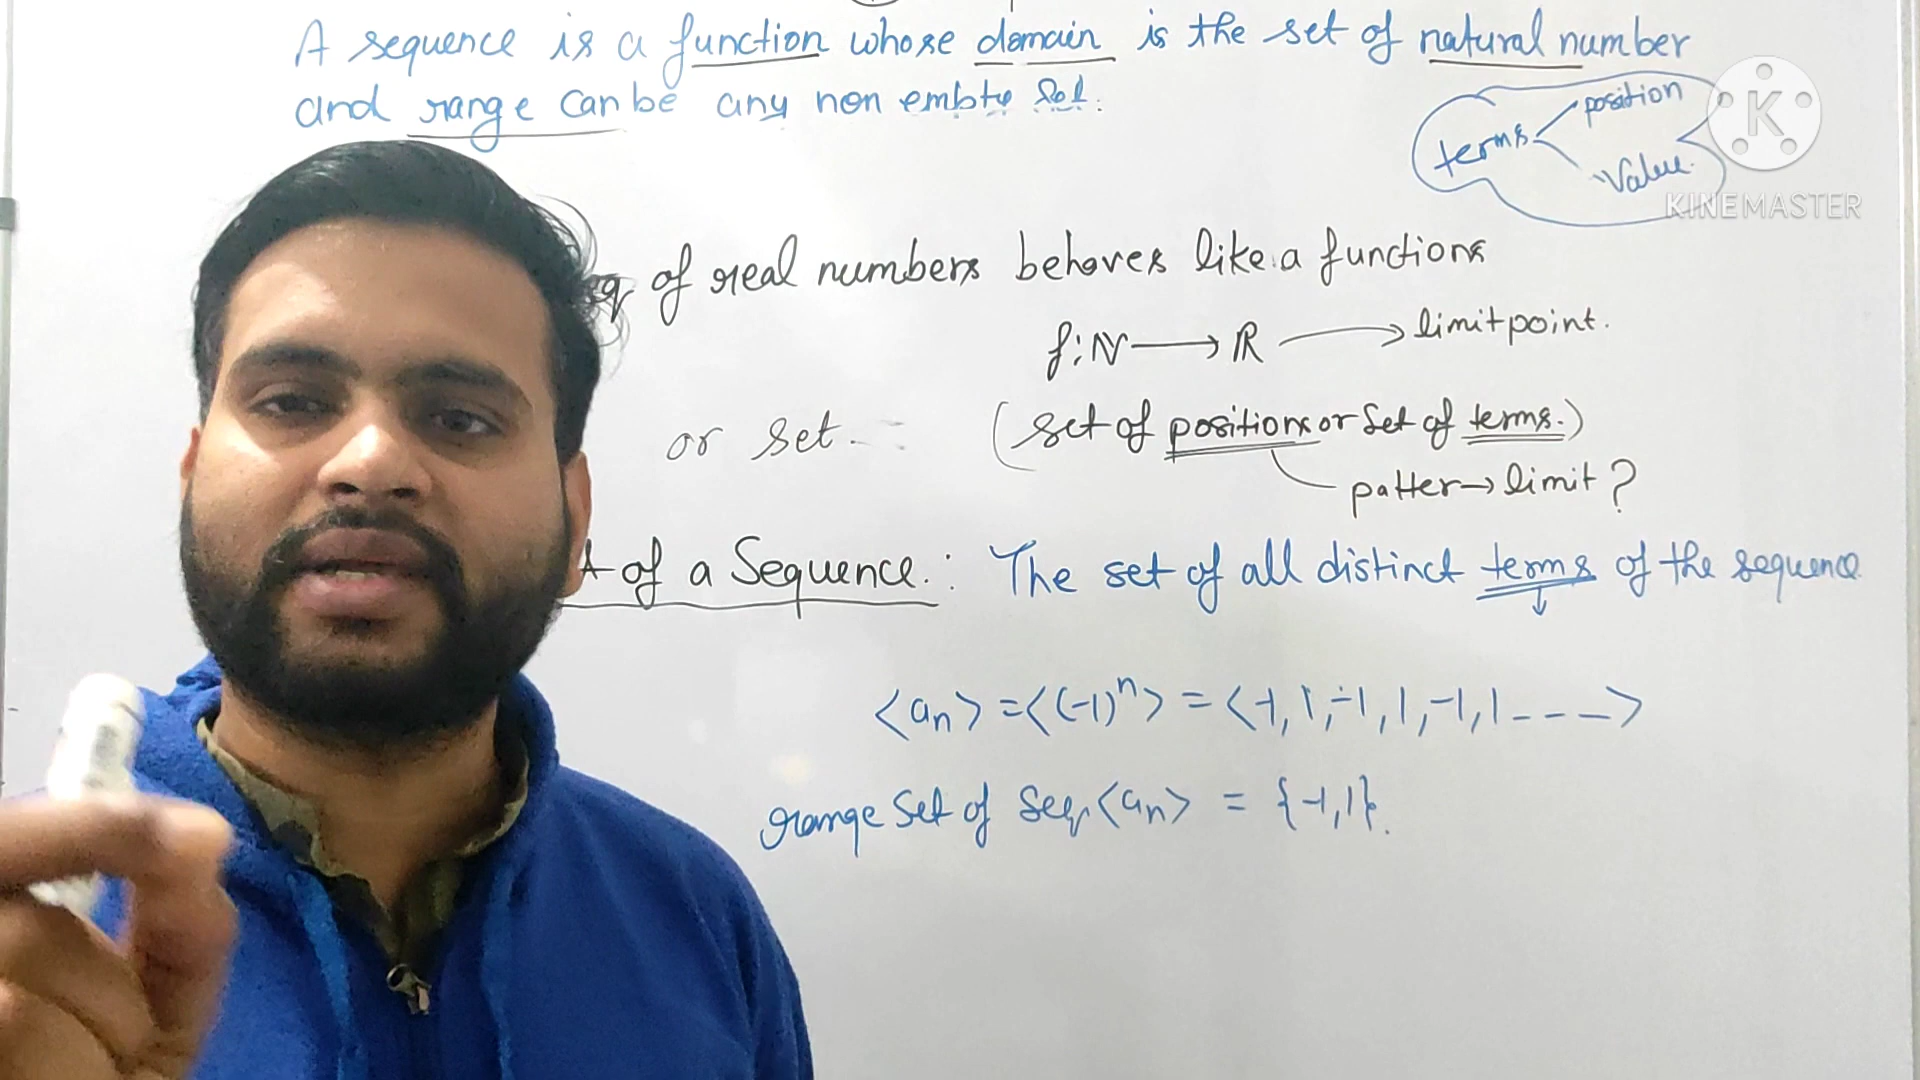 A sequence is a function whose domain is the set of natural number
and range can be any non empty set.
terms position
value.
K
KINEMASTER
of real numbers behaves like a functions
f: N → R → limit point.
or set. (set of positions or set of terms.)
patter → limit ?
of a Sequence. : The set of all distinct terms of the sequence
<an> = <(-1)^n> = <-1, 1, -1, 1, -1, 1 - - - >
range set of seq <an> = {-1, 1}.